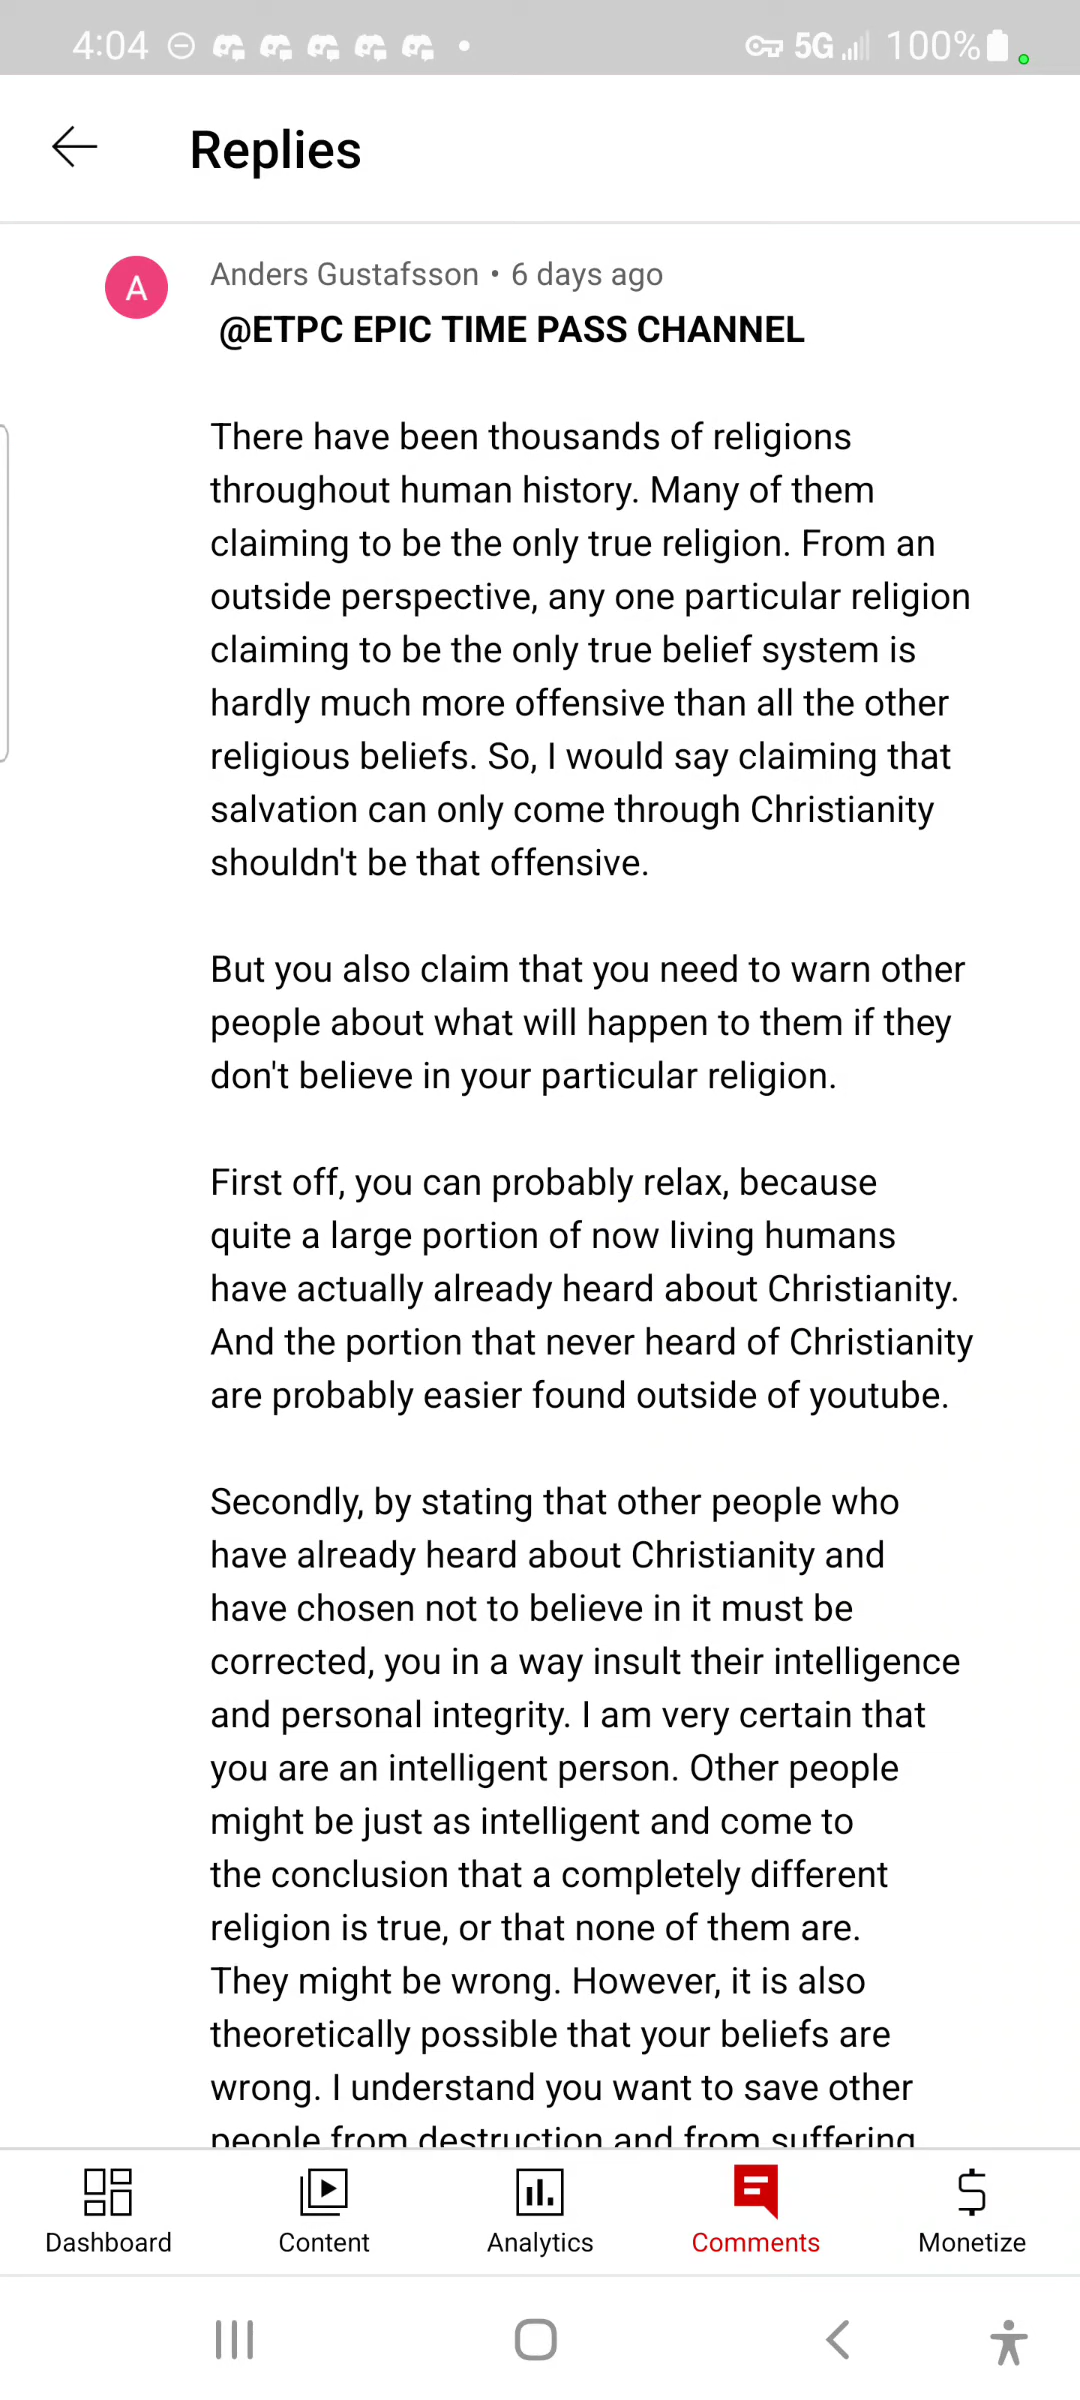 4:04
5G
100%
Replies
A
Anders Gustafsson • 6 days ago
@ETPC EPIC TIME PASS CHANNEL
There have been thousands of religions
throughout human history. Many of them
claiming to be the only true religion. From an
outside perspective, any one particular religion
claiming to be the only true belief system is
hardly much more offensive than all the other
religious beliefs. So, I would say claiming that
salvation can only come through Christianity
shouldn't be that offensive.
But you also claim that you need to warn other
people about what will happen to them if they
don't believe in your particular religion.
First off, you can probably relax, because
quite a large portion of now living humans
have actually already heard about Christianity.
And the portion that never heard of Christianity
are probably easier found outside of youtube.
Secondly, by stating that other people who
have already heard about Christianity and
have chosen not to believe in it must be
corrected, you in a way insult their intelligence
and personal integrity. I am very certain that
you are an intelligent person. Other people
might be just as intelligent and come to
the conclusion that a completely different
religion is true, or that none of them are.
They might be wrong. However, it is also
theoretically possible that your beliefs are
wrong. I understand you want to save other
people from destruction and from suffering
Dashboard
Content
Analytics
Comments
Monetize